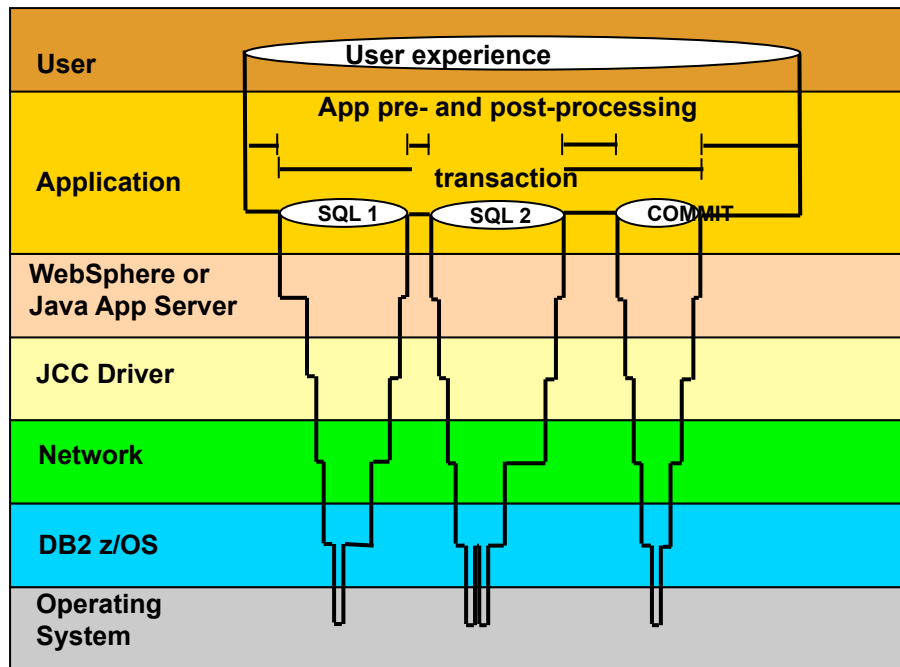 User
User experience
App pre- and post-processing
Application
transaction
SQL 1
SQL 2
COMMIT
WebSphere or
Java App Server
JCC Driver
Network
DB2 z/OS
Operating
System